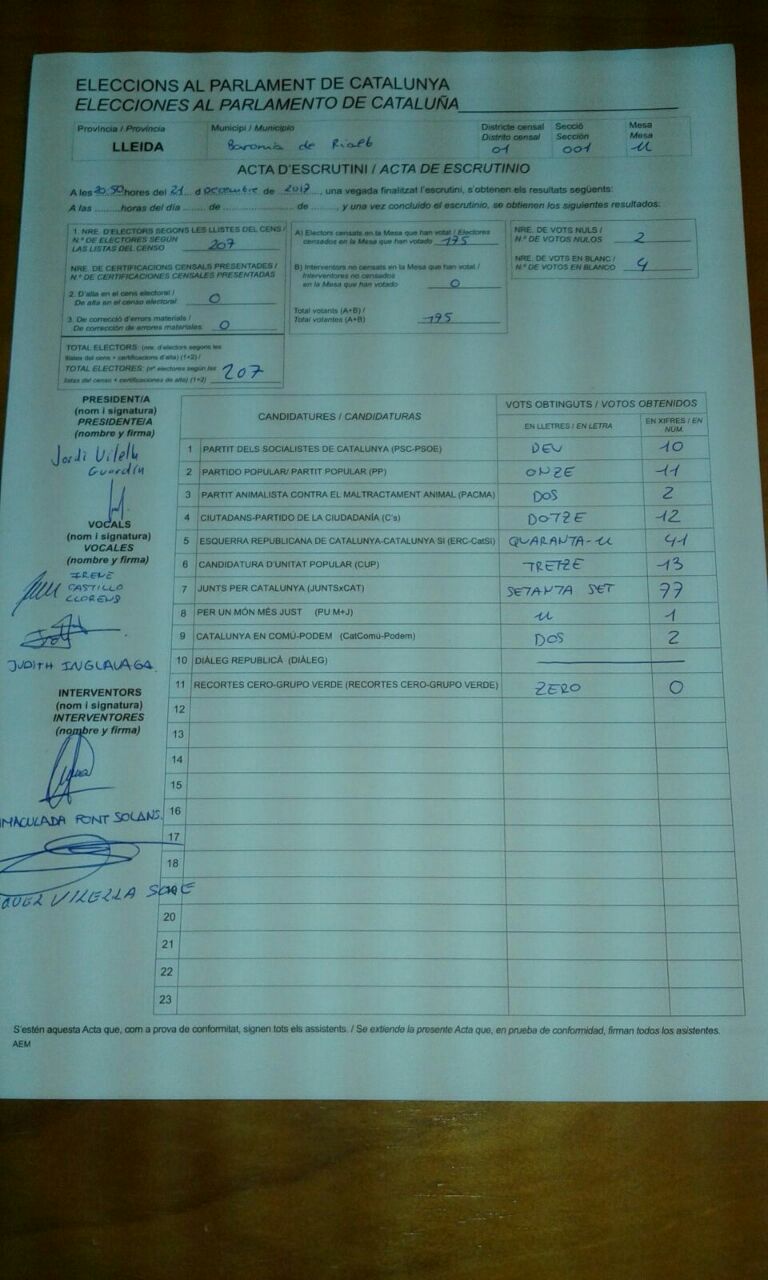 ELECCIONS AL PARLAMENT DE CATALUNYA
ELECCIONES AL PARLAMENTO DE CATALUÑA
Província / Provincia
LLEIDA
Municipi / Municipio
Baronia de Rialb
Districte censal
Distrito censal
01
Secció
Sección
001
Mesa
Mesa
U
ACTA D'ESCRUTINI / ACTA DE ESCRUTINIO
A les 20:50 hores del 21 d desembre de 2017, una vegada finalitzat l'escrutini, s'obtenen els resultats següents:
A las ......... horas del día ...... de ..................... de ........, y una vez concluido el escrutinio, se obtienen los siguientes resultados:
1. NRE. D'ELECTORS SEGONS LES LLISTES DEL CENS /
N.º DE ELECTORES SEGÚN
LAS LISTAS DEL CENSO 207
NRE. DE CERTIFICACIONS CENSALS PRESENTADES /
N.º DE CERTIFICACIONES CENSALES PRESENTADAS
2. D'alta en el cens electoral /
De alta en el censo electoral: 0
3. De correcció d'errors materials /
De corrección de errores materiales: 0
TOTAL ELECTORS: (nre. d'electors segons les
llistes del cens + certificacions d'alta) (1+2) /
TOTAL ELECTORES: (nº electores según las
listas del censo + certificaciones de alta) (1+2) 207
A) Electors censats en la Mesa que han votat / Electores
censados en la Mesa que han votado 195
B) Interventors no censats en la Mesa que han votat /
Interventores no censados
en la Mesa que han votado 0
Total votants (A+B) /
Total votantes (A+B) 195
NRE. DE VOTS NULS /
N.º DE VOTOS NULOS 2
NRE. DE VOTS EN BLANC /
N.º DE VOTOS EN BLANCO 4
PRESIDENT/A
(nom i signatura)
PRESIDENTE/A
(nombre y firma)
Jordi Vilella
Guardia
VOCALS
(nom i signatura)
VOCALES
(nombre y firma)
IRENE
CASTILLO
LLORENS
JUDITH INGLAVAGA
INTERVENTORS
(nom i signatura)
INTERVENTORES
(nombre y firma)
MACULADA FONT SOLANS.
QUEL VILELLA SOLE
CANDIDATURES / CANDIDATURAS
VOTS OBTINGUTS / VOTOS OBTENIDOS
EN LLETRES / EN LETRA
EN XIFRES / EN NÚM.
1 PARTIT DELS SOCIALISTES DE CATALUNYA (PSC-PSOE) DEU 10
2 PARTIDO POPULAR/ PARTIT POPULAR (PP) ONZE 11
3 PARTIT ANIMALISTA CONTRA EL MALTRACTAMENT ANIMAL (PACMA) DOS 2
4 CIUTADANS-PARTIDO DE LA CIUDADANÍA (C's) DOTZE 12
5 ESQUERRA REPUBLICANA DE CATALUNYA-CATALUNYA SÍ (ERC-CatSí) QUARANTA-U 41
6 CANDIDATURA D'UNITAT POPULAR (CUP) TRETZE 13
7 JUNTS PER CATALUNYA (JUNTSxCAT) SETANTA SET 77
8 PER UN MÓN MÉS JUST (PU M+J) U 1
9 CATALUNYA EN COMÚ-PODEM (CatComú-Podem) DOS 2
10 DIÀLEG REPUBLICÀ (DIÀLEG)
11 RECORTES CERO-GRUPO VERDE (RECORTES CERO-GRUPO VERDE) ZERO 0
12
13
14
15
16
17
18
19
20
21
22
23
S'estén aquesta Acta que, com a prova de conformitat, signen tots els assistents. / Se extiende la presente Acta que, en prueba de conformidad, firman todos los asistentes.
AEM